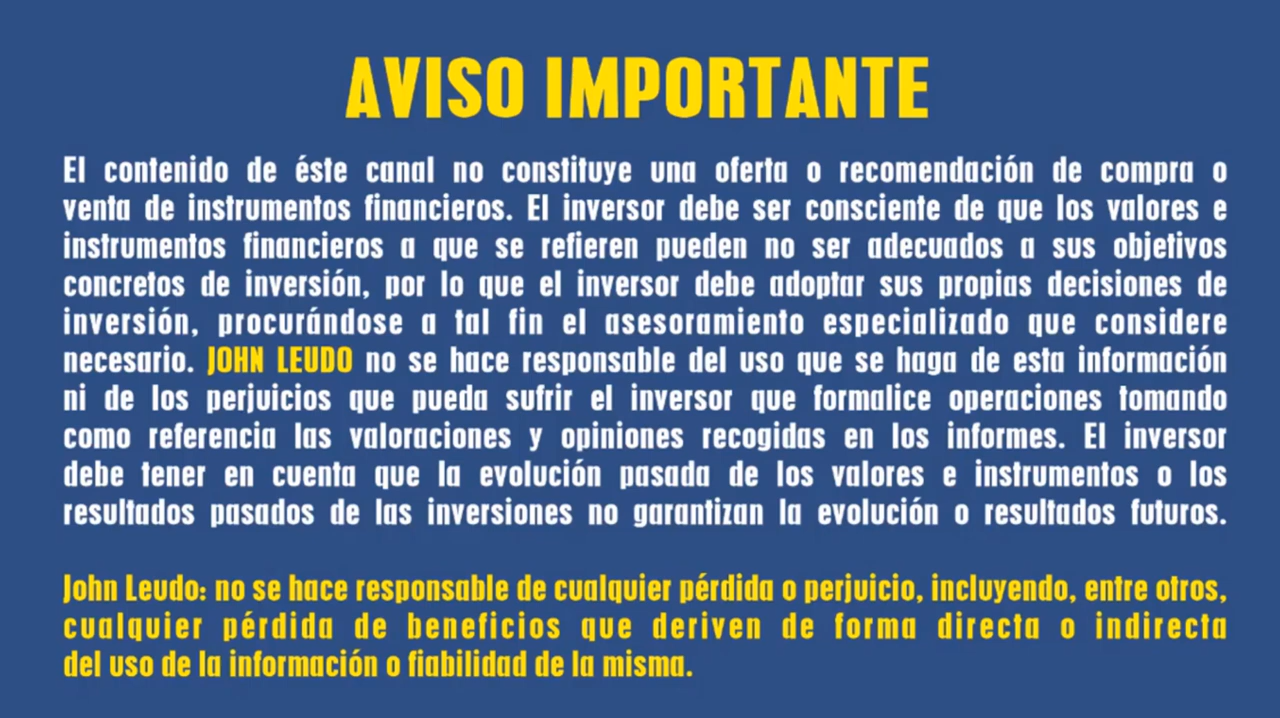 AVISO IMPORTANTE
El contenido de éste canal no constituye una oferta o recomendación de compra o
venta de instrumentos financieros. El inversor debe ser consciente de que los valores e
instrumentos financieros a que se refieren pueden no ser adecuados a sus objetivos
concretos de inversión, por lo que el inversor debe adoptar sus propias decisiones de
inversión, procurándose a tal fin el asesoramiento especializado que considere
necesario. JOHN LEUDO no se hace responsable del uso que se haga de esta información
ni de los perjuicios que pueda sufrir el inversor que formalice operaciones tomando
como referencia las valoraciones y opiniones recogidas en los informes. El inversor
debe tener en cuenta que la evolución pasada de los valores e instrumentos o los
resultados pasados de las inversiones no garantizan la evolución o resultados futuros.
John Leudo: no se hace responsable de cualquier pérdida o perjuicio, incluyendo, entre otros,
cualquier pérdida de beneficios que deriven de forma directa o indirecta
del uso de la información o fiabilidad de la misma.